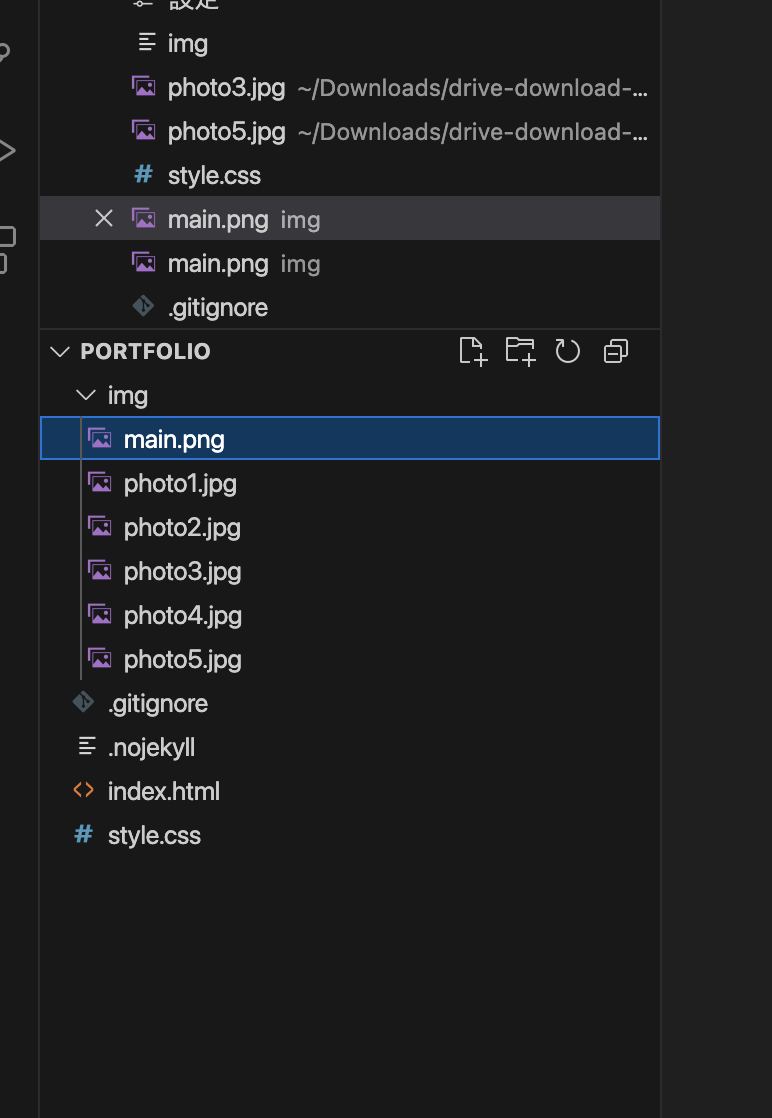 設定
img
photo3.jpg ~/Downloads/drive-download-...
photo5.jpg ~/Downloads/drive-download-...
style.css
main.png img
main.png img
.gitignore
PORTFOLIO
img
main.png
photo1.jpg
photo2.jpg
photo3.jpg
photo4.jpg
photo5.jpg
.gitignore
.nojekyll
index.html
style.css